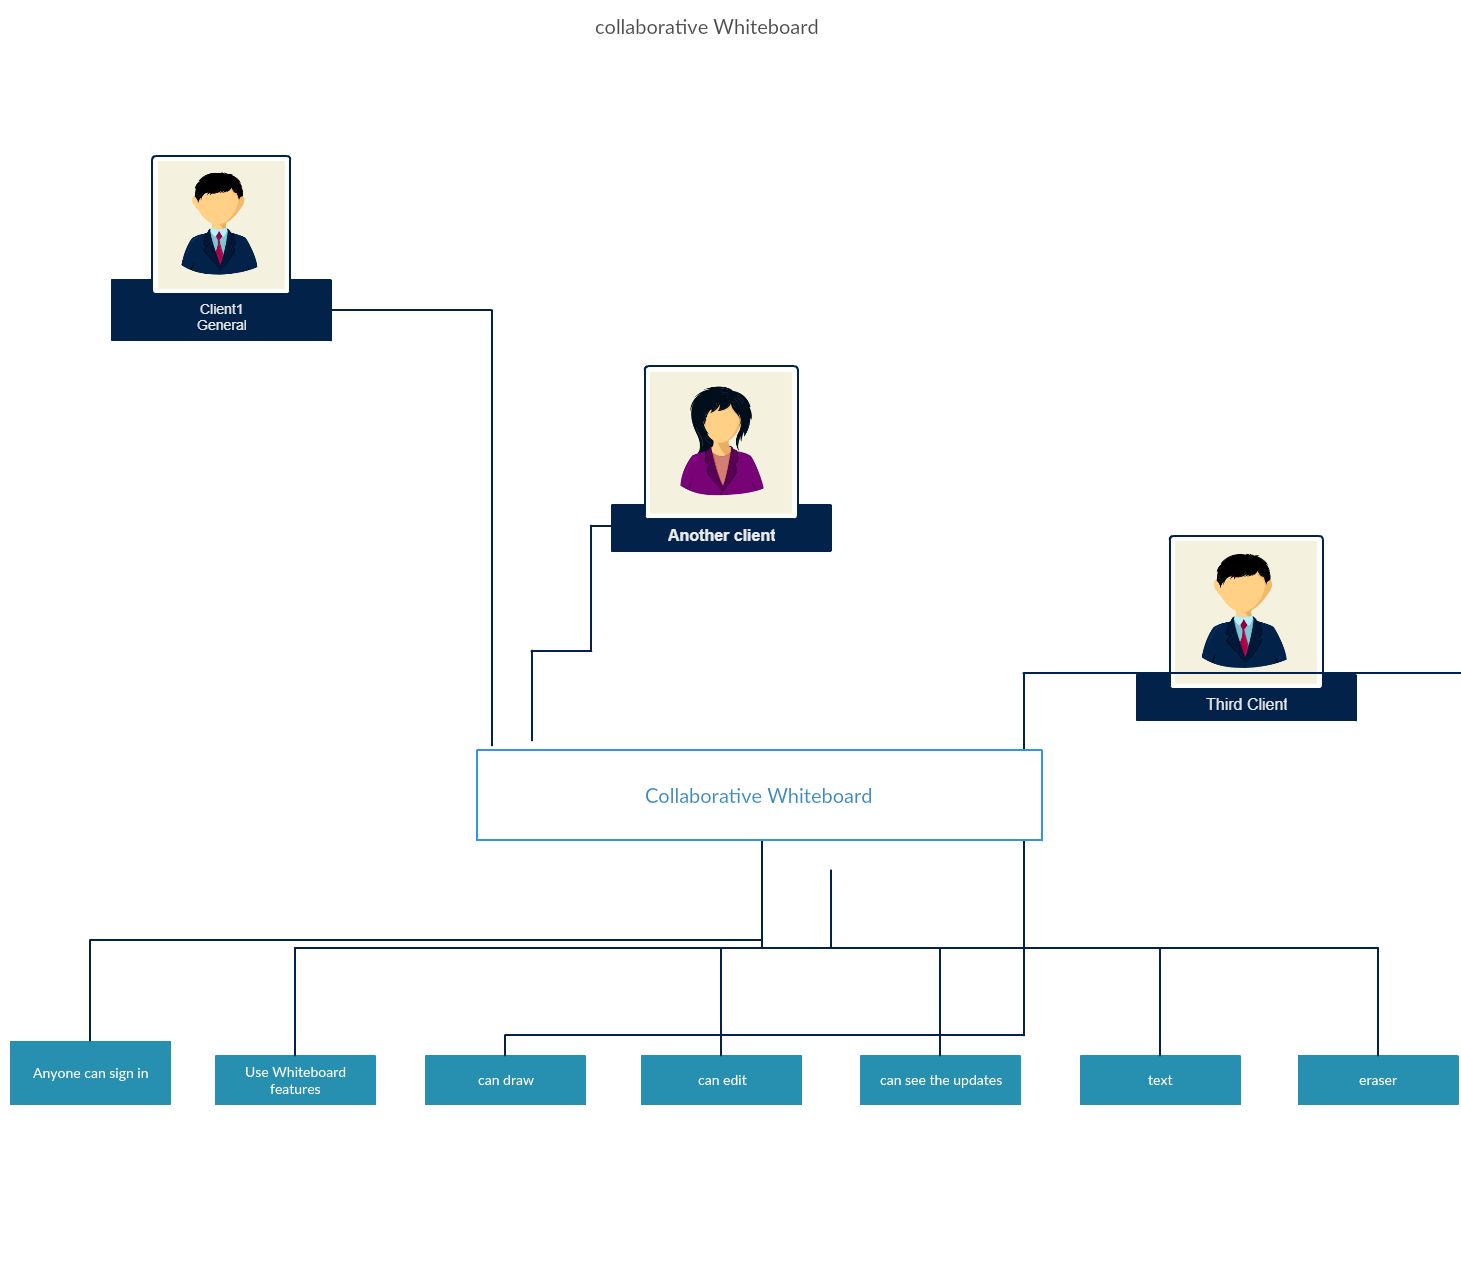 collaborative Whiteboard
Client1
General
Another client
Third Client
Collaborative Whiteboard
Anyone can sign in
Use Whiteboard
features
can draw
can edit
can see the updates
text
eraser